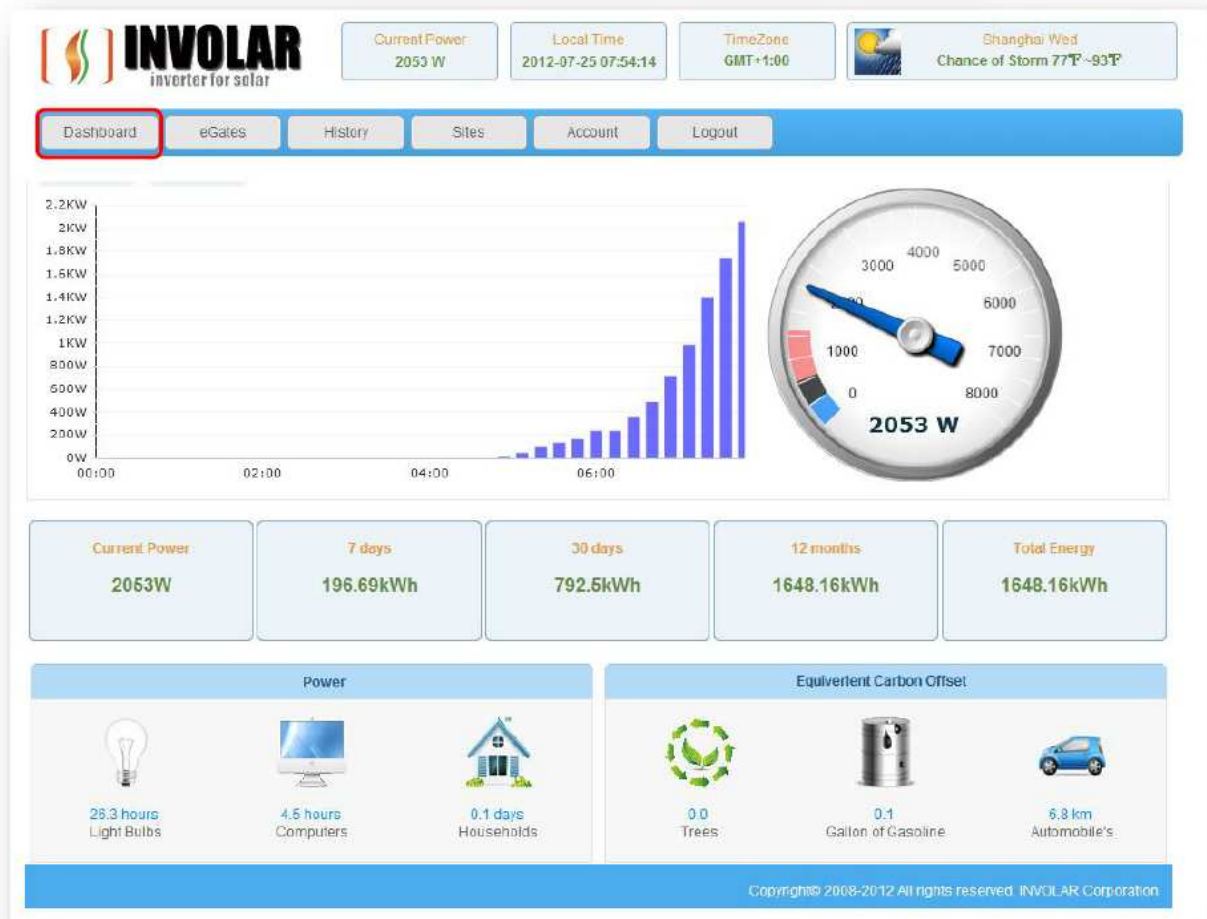 INVOLAR
inverter for solar
Current Power
2053 W
Local Time
2012-07-25 07:54:14
TimeZone
GMT+1:00
Shanghai Wed
Chance of Storm 77℉~93℉
Dashboard eGates History Sites Account Logout
2.2KW
2KW
1.8KW
1.6KW
1.4KW
1.2KW
1KW
800W
600W
400W
200W
0W
00:00 02:00 04:00 06:00
0
1000
3000
4000
5000
6000
7000
8000
2053 W
Current Power
2053W
7 days
196.69kWh
30 days
792.5kWh
12 months
1648.16kWh
Total Energy
1648.16kWh
Power
26.3 hours
Light Bulbs
4.5 hours
Computers
0.1 days
Households
Equiverlent Carbon Offset
0.0
Trees
0.1
Gallon of Gasoline
6.8 km
Automobile's
Copyright© 2008-2012 All rights reserved. INVOLAR Corporation